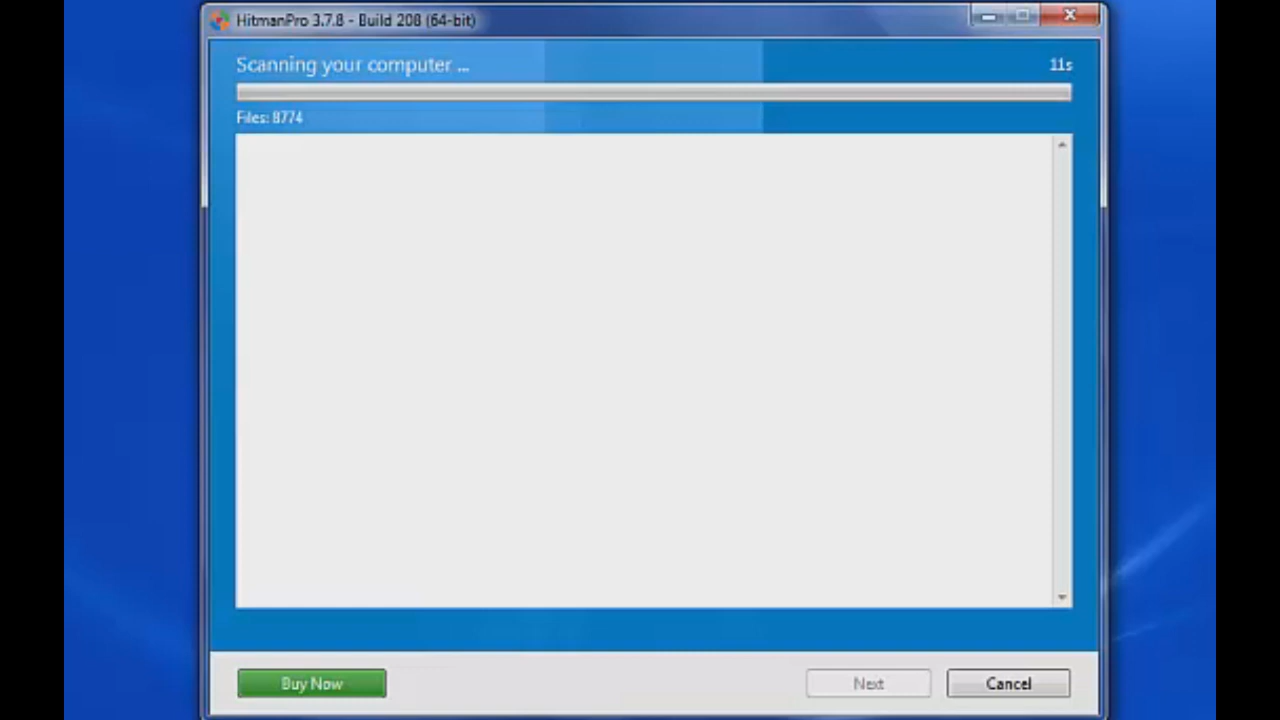 HitmanPro 3.7.8 - Build 208 (64-bit)
Scanning your computer ...
11s
Files: 8774
Buy Now
Next
Cancel